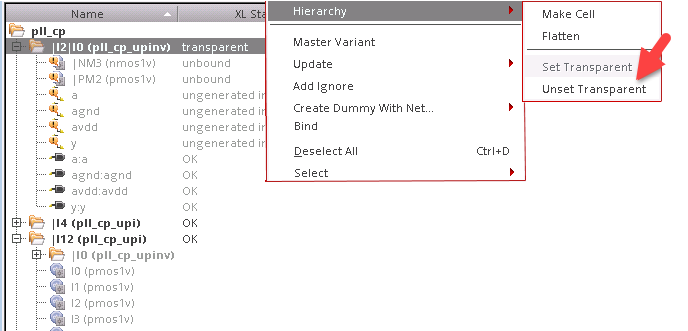 Name
XL Sta
pll_cp
|I2|I0 (pll_cp_upinv) transparent
|NM3 (nmos1v) unbound
|PM2 (pmos1v) unbound
a ungenerated in
agnd ungenerated in
avdd ungenerated in
y ungenerated in
a:a OK
agnd:agnd OK
avdd:avdd OK
y:y OK
|I4 (pll_cp_upi) OK
|I12 (pll_cp_upi) OK
|I0 (pll_cp_upinv)
I0 (pmos1v)
I1 (pmos1v)
I2 (pmos1v)
I3 (pmos1v)
Hierarchy
Master Variant
Update
Add Ignore
Create Dummy With Net...
Bind
Deselect All Ctrl+D
Select
Make Cell
Flatten
Set Transparent
Unset Transparent